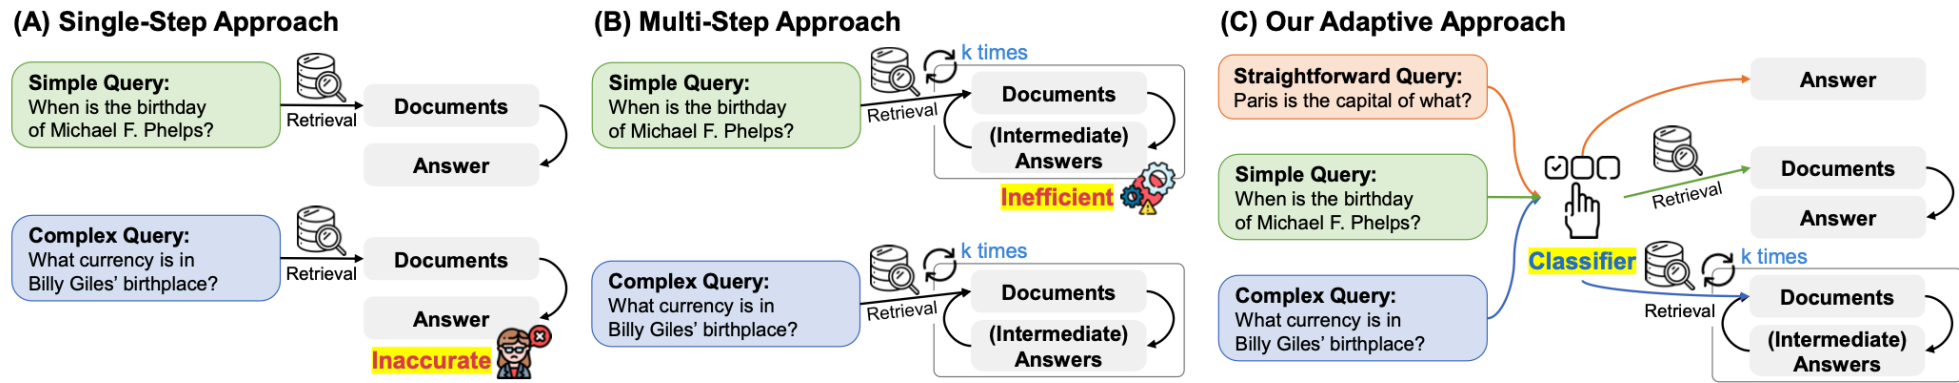 (A) Single-Step Approach
Simple Query:
When is the birthday
of Michael F. Phelps?
Retrieval
Documents
Answer
Complex Query:
What currency is in
Billy Giles’ birthplace?
Retrieval
Documents
Answer
Inaccurate
(B) Multi-Step Approach
Simple Query:
When is the birthday
of Michael F. Phelps?
Retrieval
k times
Documents
(Intermediate)
Answers
Inefficient
Complex Query:
What currency is in
Billy Giles’ birthplace?
Retrieval
k times
Documents
(Intermediate)
Answers
(C) Our Adaptive Approach
Straightforward Query:
Paris is the capital of what?
Simple Query:
When is the birthday
of Michael F. Phelps?
Complex Query:
What currency is in
Billy Giles’ birthplace?
Classifier
Answer
Retrieval
Documents
Answer
Retrieval
k times
Documents
(Intermediate)
Answers